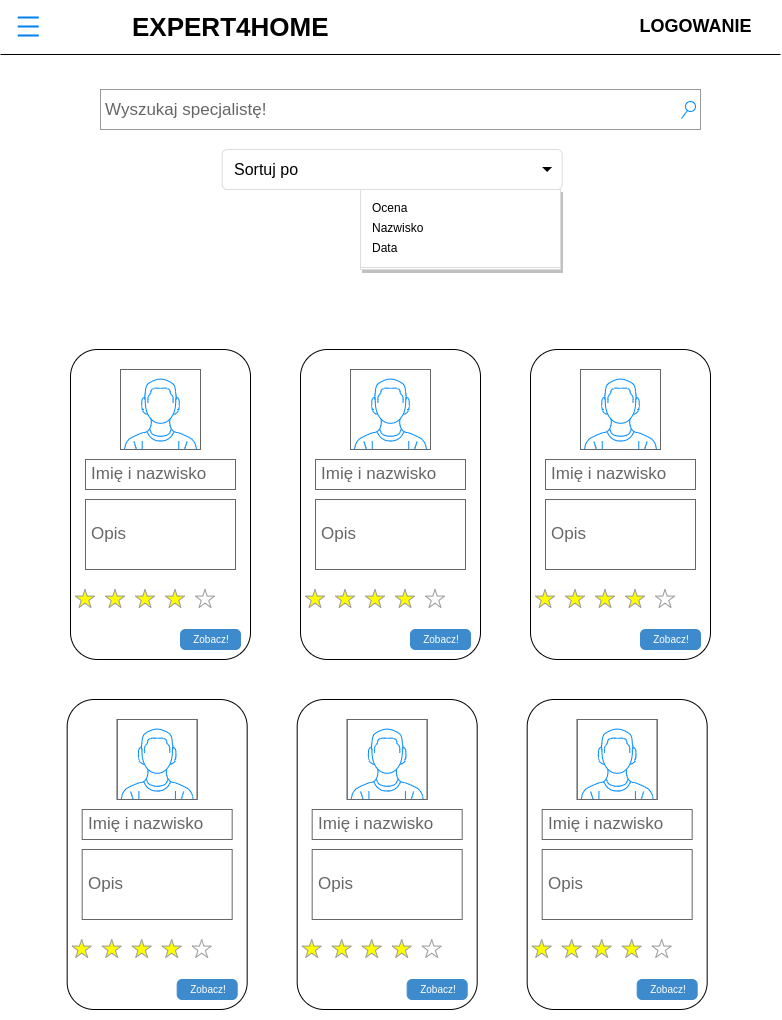 EXPERT4HOME LOGOWANIE
Wyszukaj specjalistę!
Sortuj po
Ocena
Nazwisko
Data
Imię i nazwisko Imię i nazwisko Imię i nazwisko
Opis Opis Opis
Zobacz! Zobacz! Zobacz!
Imię i nazwisko Imię i nazwisko Imię i nazwisko
Opis Opis Opis
Zobacz! Zobacz! Zobacz!